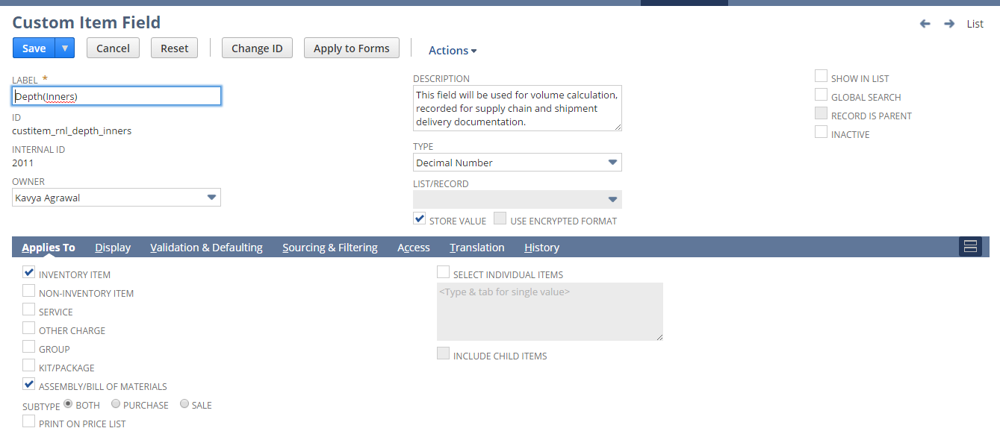 Custom Item Field
List
Save Cancel Reset Change ID Apply to Forms Actions
LABEL *
Depth(Inners)
ID
custitem_rnl_depth_inners
INTERNAL ID
2011
OWNER
Kavya Agrawal
DESCRIPTION
This field will be used for volume calculation,
recorded for supply chain and shipment
delivery documentation.
TYPE
Decimal Number
LIST/RECORD
STORE VALUE USE ENCRYPTED FORMAT
SHOW IN LIST
GLOBAL SEARCH
RECORD IS PARENT
INACTIVE
Applies To Display Validation & Defaulting Sourcing & Filtering Access Translation History
INVENTORY ITEM
NON-INVENTORY ITEM
SERVICE
OTHER CHARGE
GROUP
KIT/PACKAGE
ASSEMBLY/BILL OF MATERIALS
SUBTYPE BOTH PURCHASE SALE
PRINT ON PRICE LIST
SELECT INDIVIDUAL ITEMS
<Type & tab for single value>
INCLUDE CHILD ITEMS